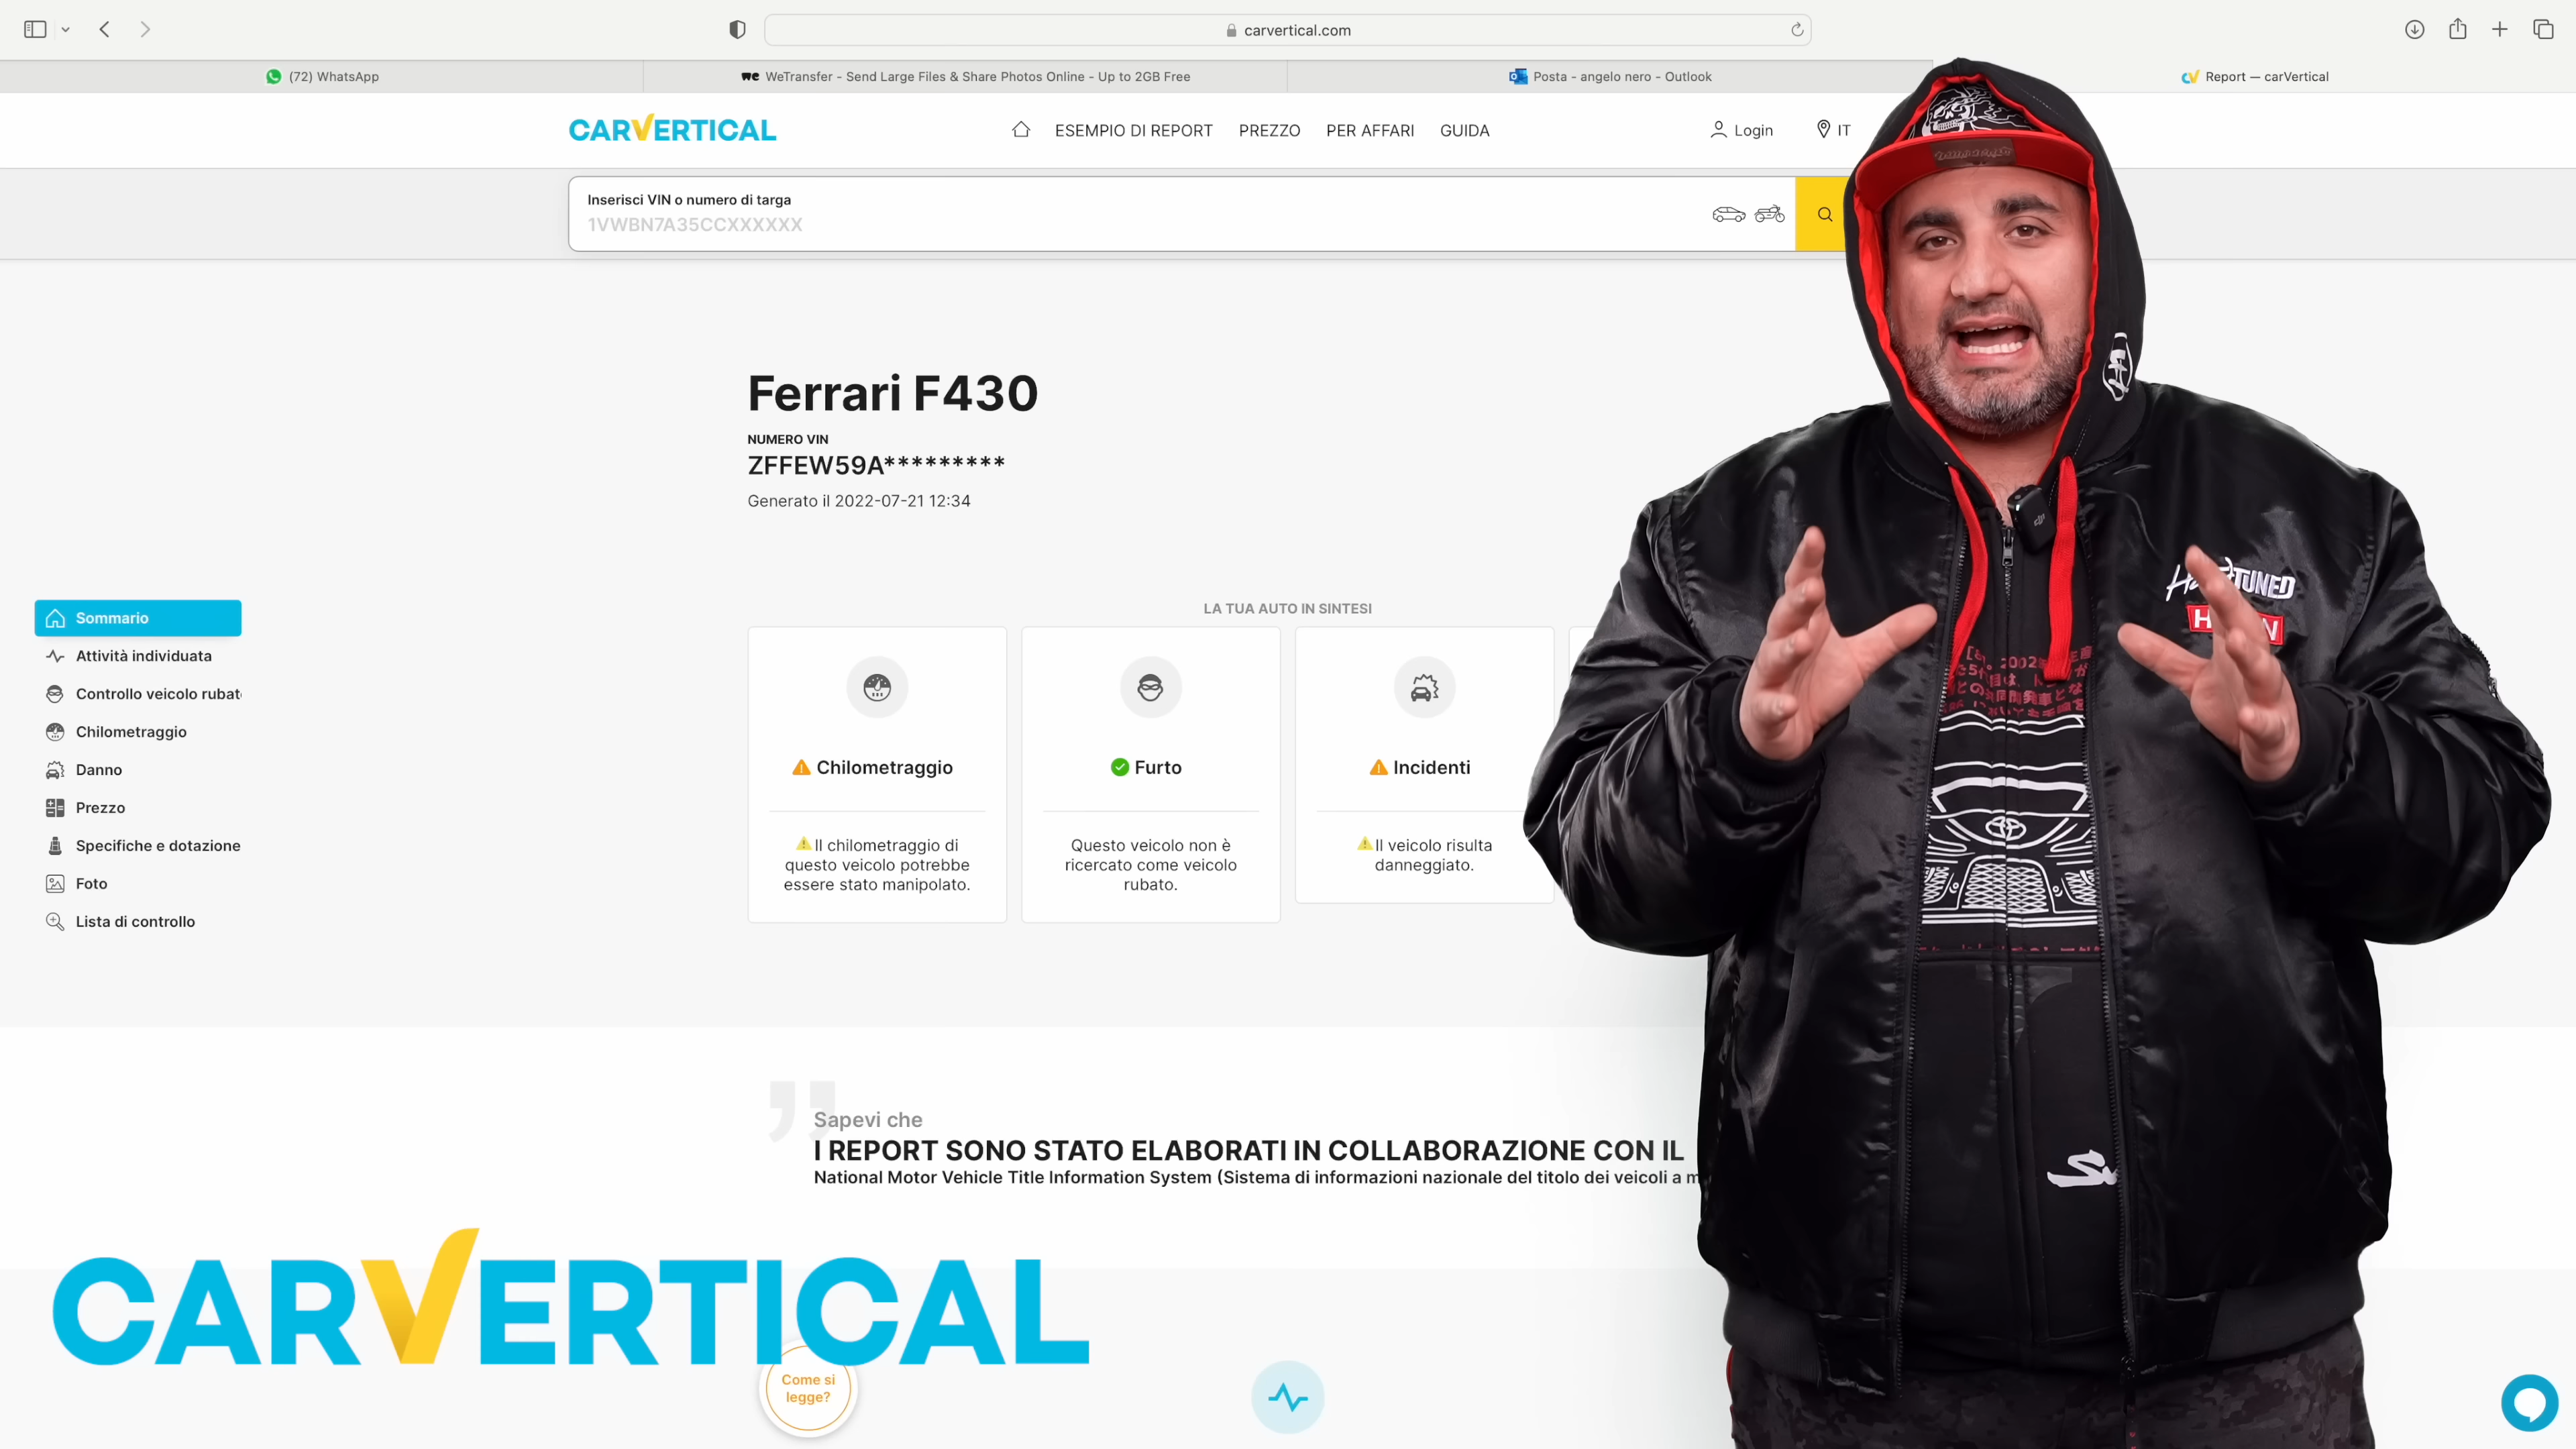 carvertical.com
(72) WhatsApp
WeTransfer - Send Large Files & Share Photos Online - Up to 2GB Free
Posta - angelo nero - Outlook
Report — carVertical
CARVERTICAL
ESEMPIO DI REPORT
PREZZO
PER AFFARI
GUIDA
Login
IT
Inserisci VIN o numero di targa
1VWBN7A35CCXXXXXX
Ferrari F430
NUMERO VIN
ZFFEW59A*********
Generato il 2022-07-21 12:34
LA TUA AUTO IN SINTESI
Sommario
Attività individuata
Controllo veicolo rubat
Chilometraggio
Danno
Prezzo
Specifiche e dotazione
Foto
Lista di controllo
Chilometraggio
Il chilometraggio di
questo veicolo potrebbe
essere stato manipolato.
Furto
Questo veicolo non è
ricercato come veicolo
rubato.
Incidenti
Il veicolo risulta
danneggiato.
Sapevi che
I REPORT SONO STATO ELABORATI IN COLLABORAZIONE CON IL
National Motor Vehicle Title Information System (Sistema di informazioni nazionale del titolo dei veicoli a m
CARVERTICAL
Come si
legge?